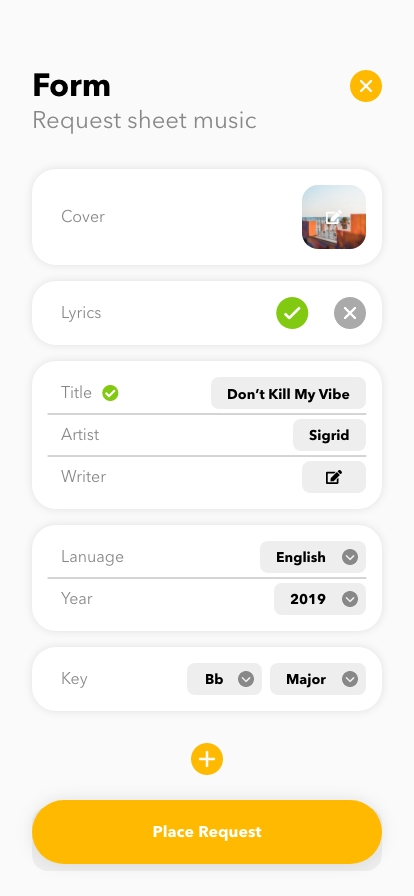 Form
Request sheet music
Cover
Lyrics
Title Don't Kill My Vibe
Artist Sigrid
Writer
Lanuage English
Year 2019
Key Bb Major
Place Request